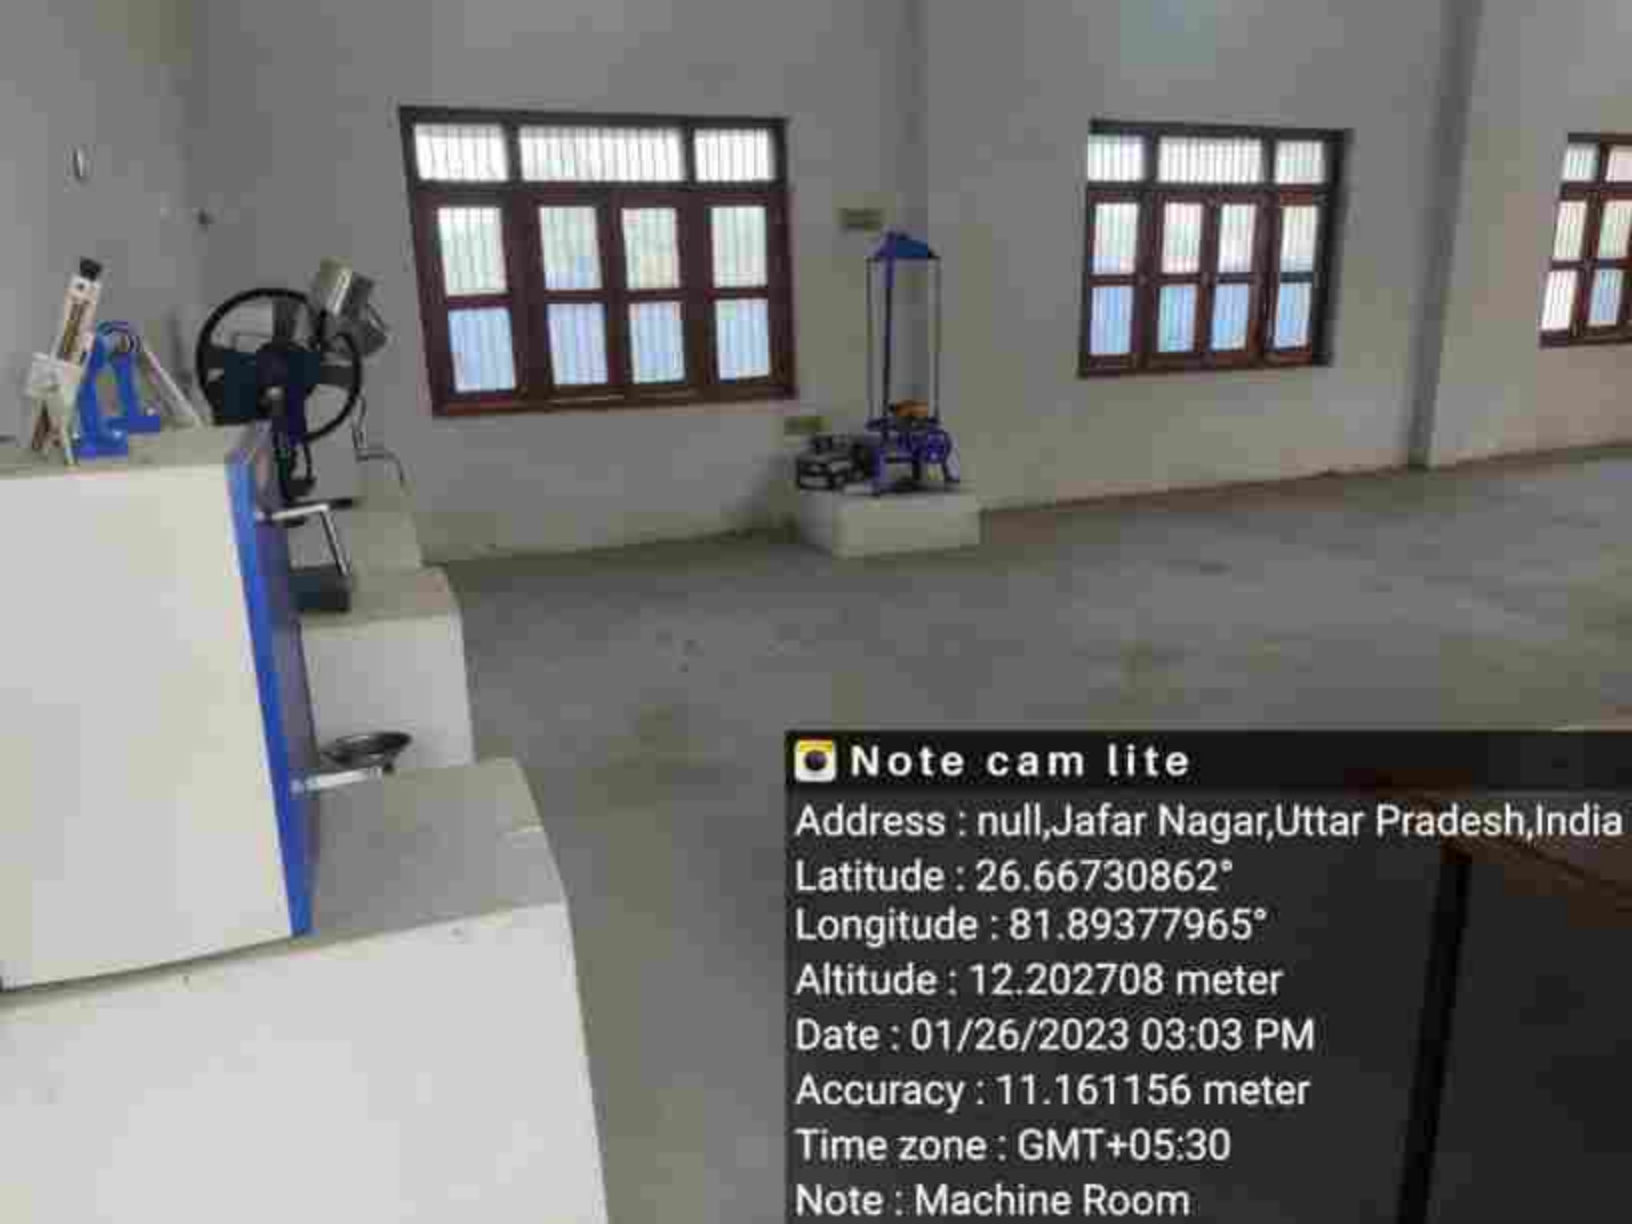 Note cam lite
Address : null,Jafar Nagar,Uttar Pradesh,India
Latitude : 26.66730862°
Longitude : 81.89377965°
Altitude : 12.202708 meter
Date : 01/26/2023 03:03 PM
Accuracy : 11.161156 meter
Time zone : GMT+05:30
Note : Machine Room